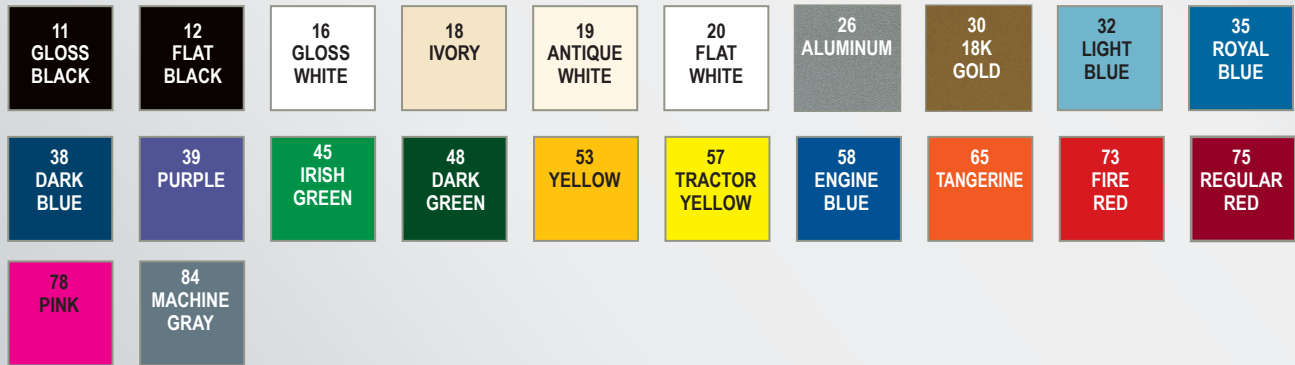 11
GLOSS
BLACK
12
FLAT
BLACK
16
GLOSS
WHITE
18
IVORY
19
ANTIQUE
WHITE
20
FLAT
WHITE
26
ALUMINUM
30
18K
GOLD
32
LIGHT
BLUE
35
ROYAL
BLUE
38
DARK
BLUE
39
PURPLE
45
IRISH
GREEN
48
DARK
GREEN
53
YELLOW
57
TRACTOR
YELLOW
58
ENGINE
BLUE
65
TANGERINE
73
FIRE
RED
75
REGULAR
RED
78
PINK
84
MACHINE
GRAY